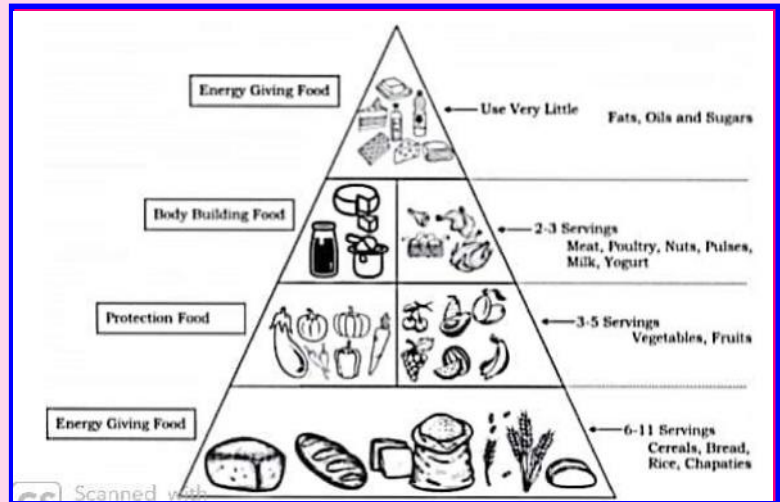 Energy Giving Food
Use Very Little
Fats, Oils and Sugars
Body Building Food
2-3 Servings
Meat, Poultry, Nuts, Pulses,
Milk, Yogurt
Protection Food
3-5 Servings
Vegetables, Fruits
Energy Giving Food
6-11 Servings
Cereals, Bread,
Rice, Chapaties
CC Scanned with